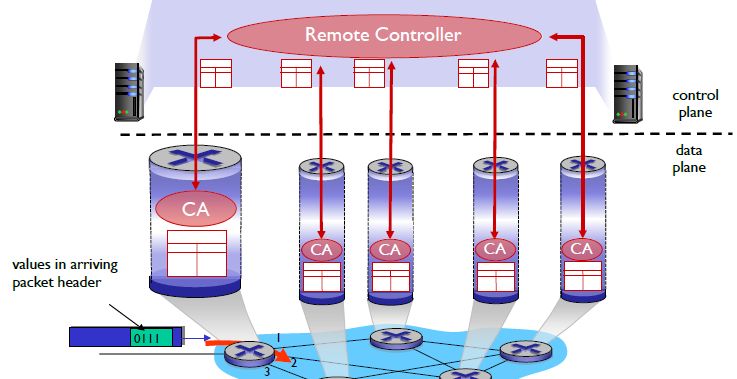 Remote Controller
control
plane
data
plane
CA
CA
CA
CA
CA
values in arriving
packet header
0111
1
2
3